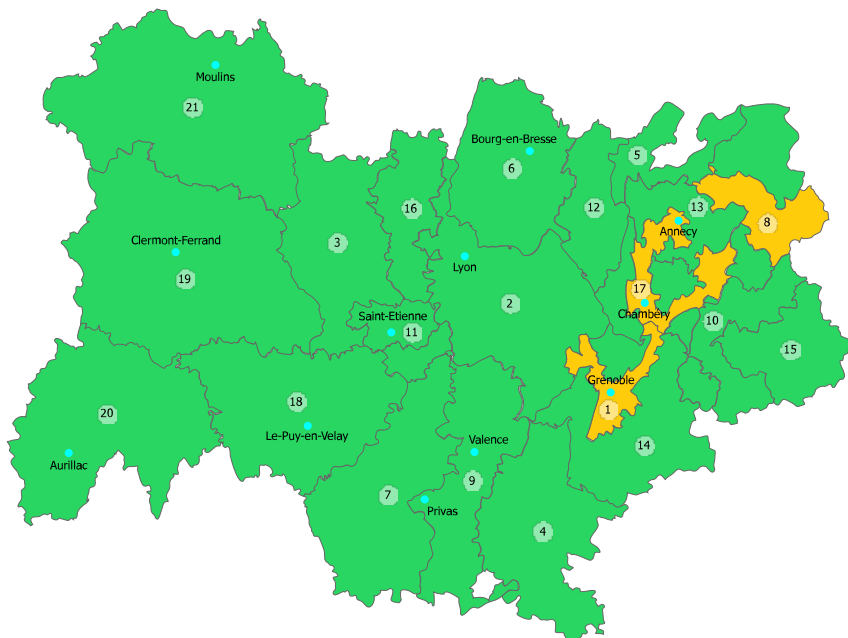 Moulins
21
Bourg-en-Bresse
6
5
12
16
13
8
Annecy
Clermont-Ferrand
19
3
Lyon
2
17
Chambéry
10
15
Saint-Etienne
11
Grenoble
1
18
Le-Puy-en-Velay
20
Aurillac
Valence
9
14
7
Privas
4